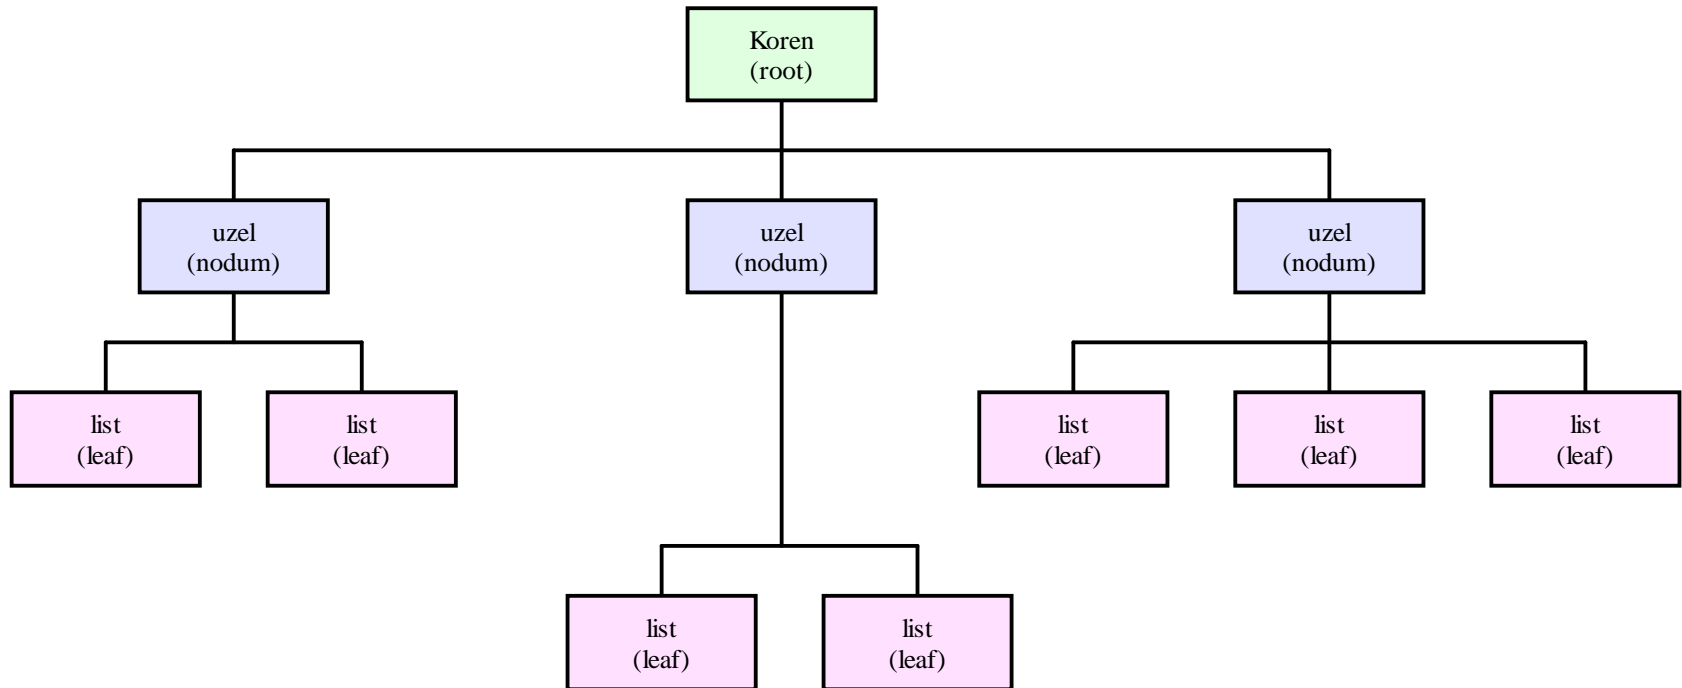 Koren
(root)
uzel
(nodum)
uzel
(nodum)
uzel
(nodum)
list
(leaf)
list
(leaf)
list
(leaf)
list
(leaf)
list
(leaf)
list
(leaf)
list
(leaf)